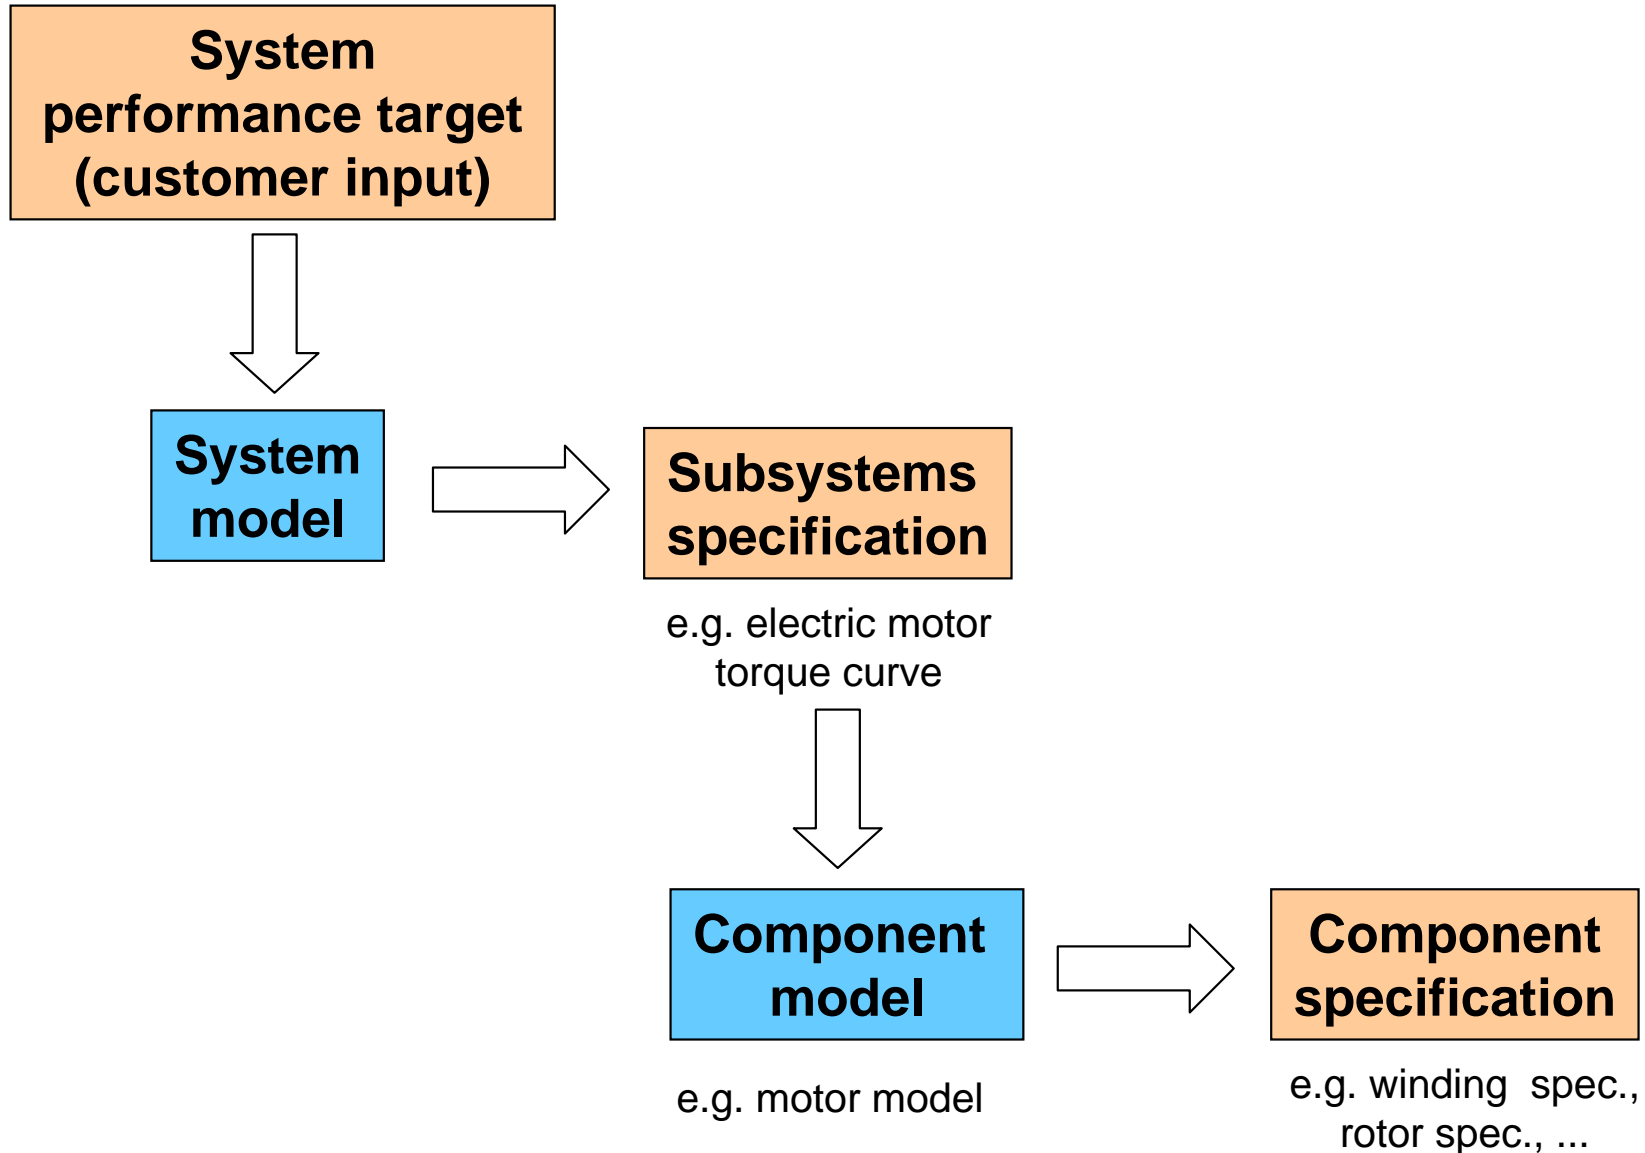 System
performance target
(customer input)
System
model
Subsystems
specification
e.g. electric motor
torque curve
Component
model
e.g. motor model
Component
specification
e.g. winding spec.,
rotor spec., ...